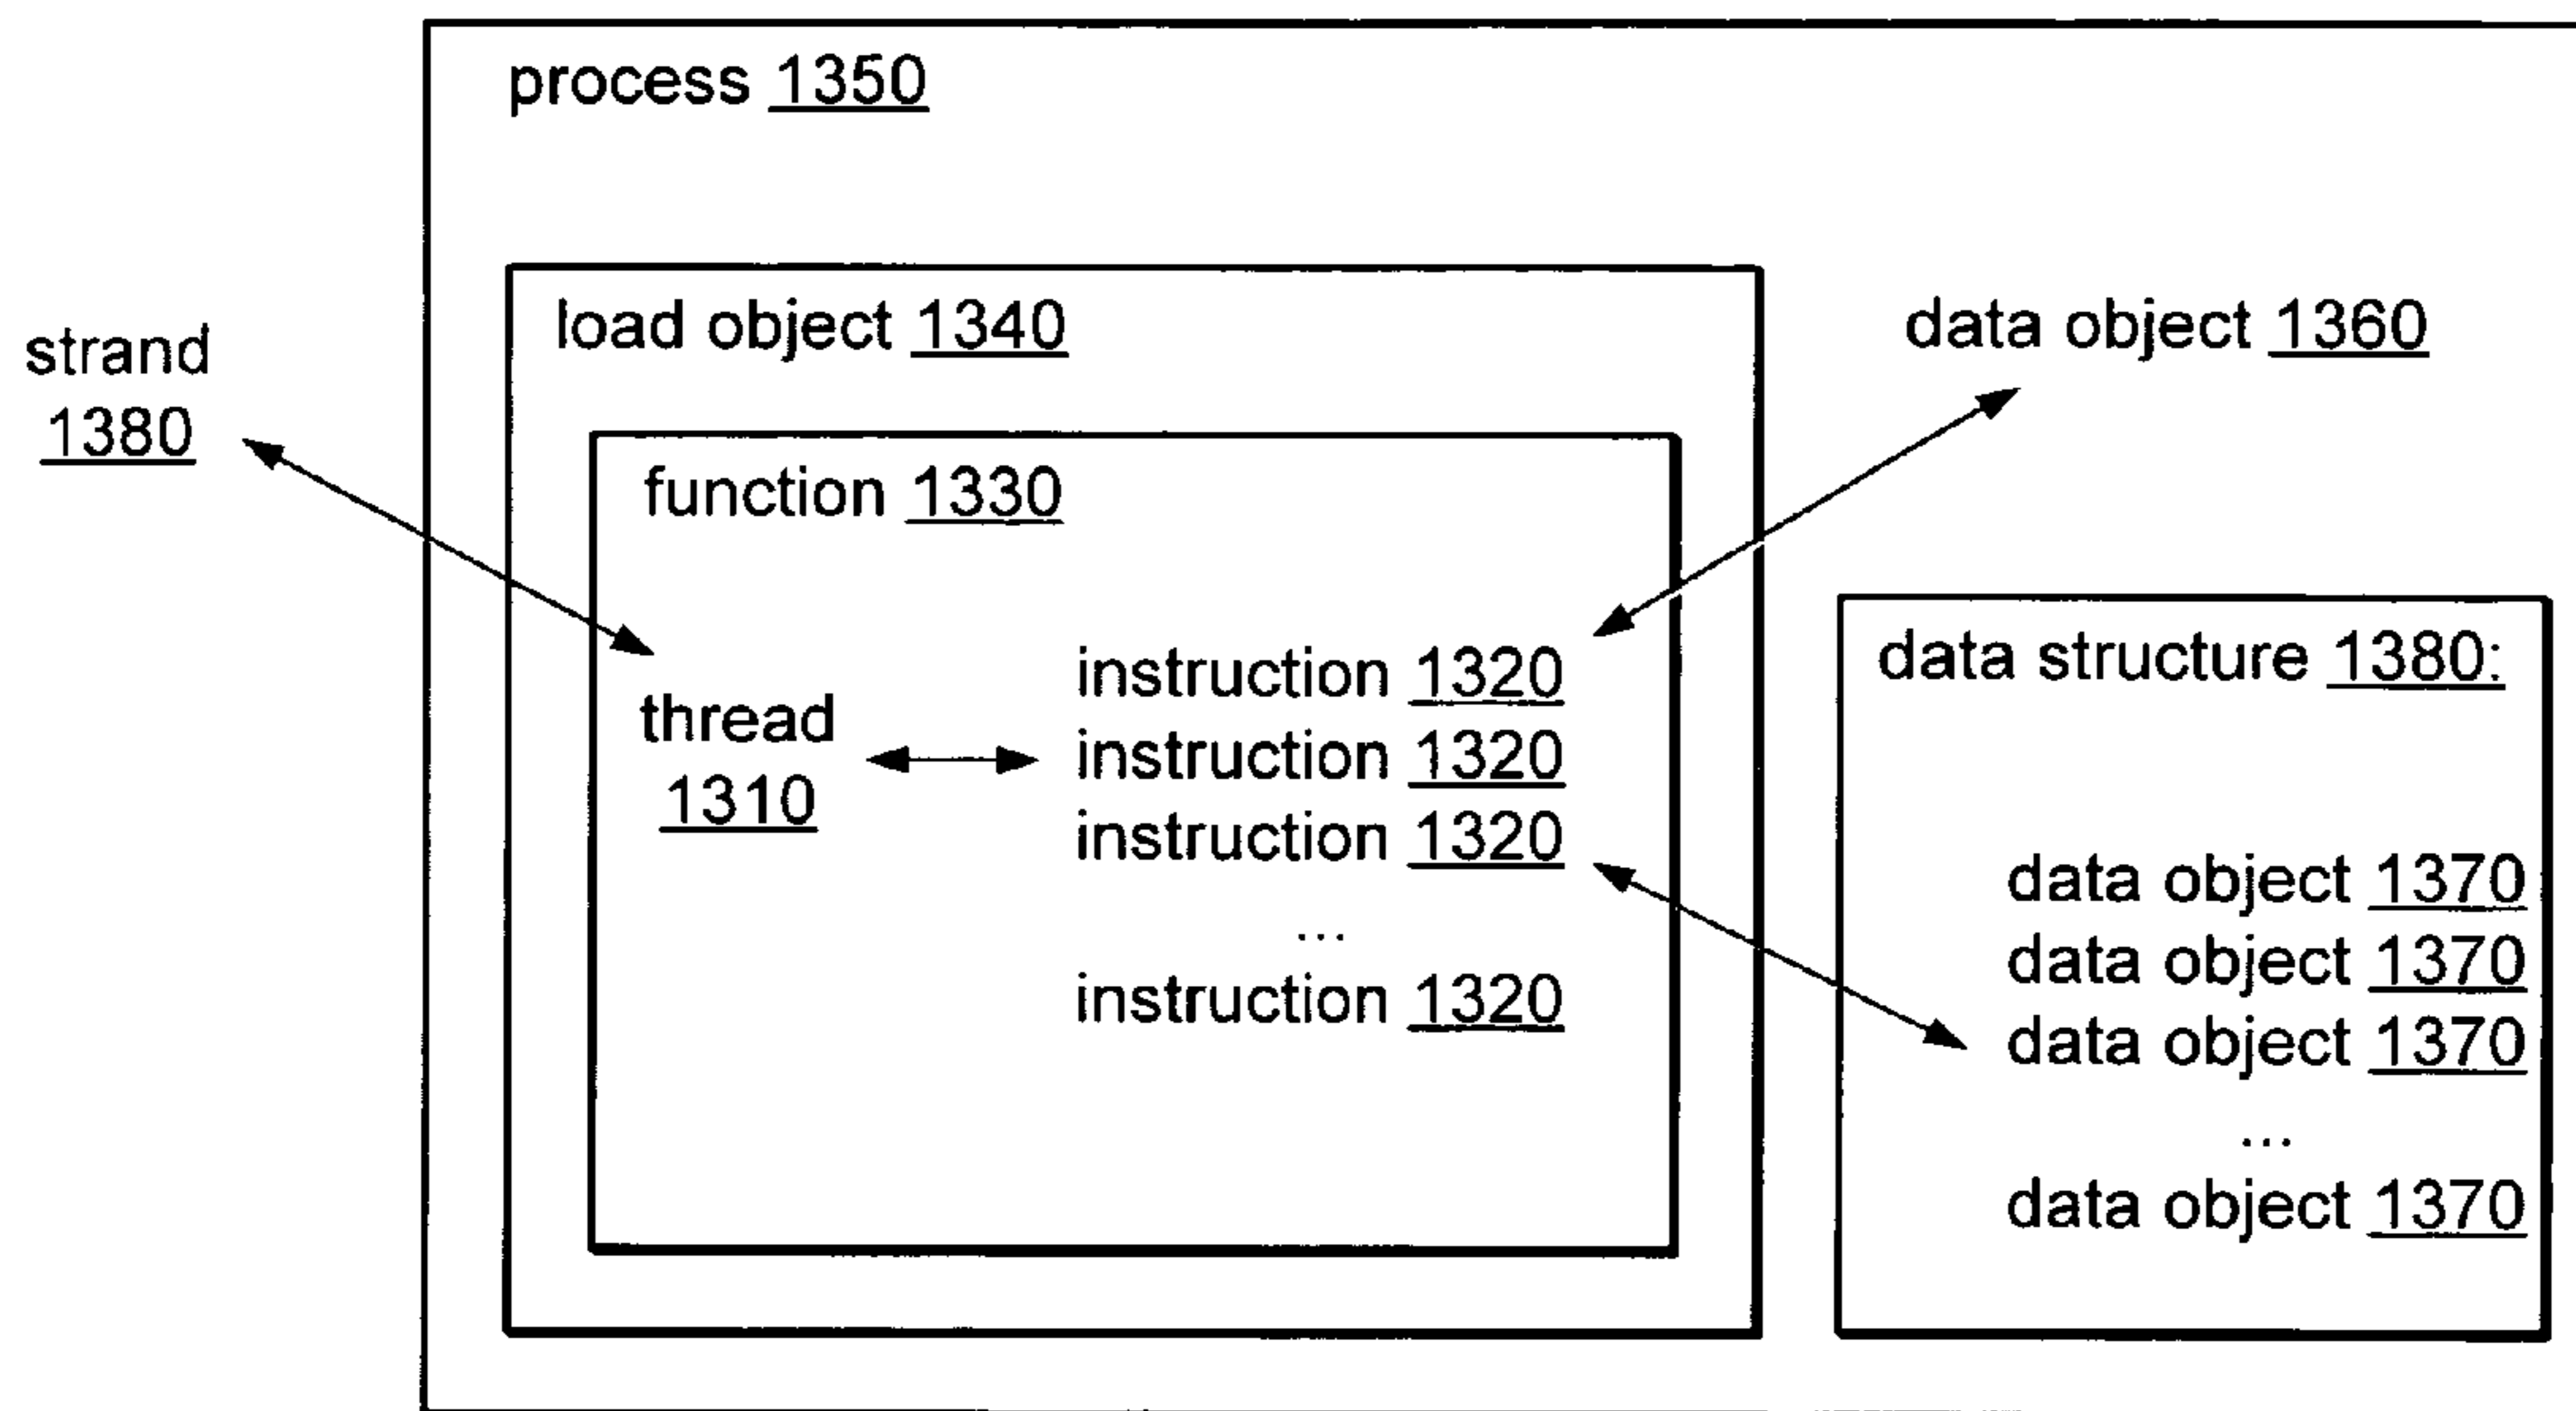 process 1350
load object 1340
strand
1380
data object 1360
function 1330
thread
1310
instruction 1320
instruction 1320
instruction 1320
...
instruction 1320
data structure 1380:
data object 1370
data object 1370
data object 1370
...
data object 1370